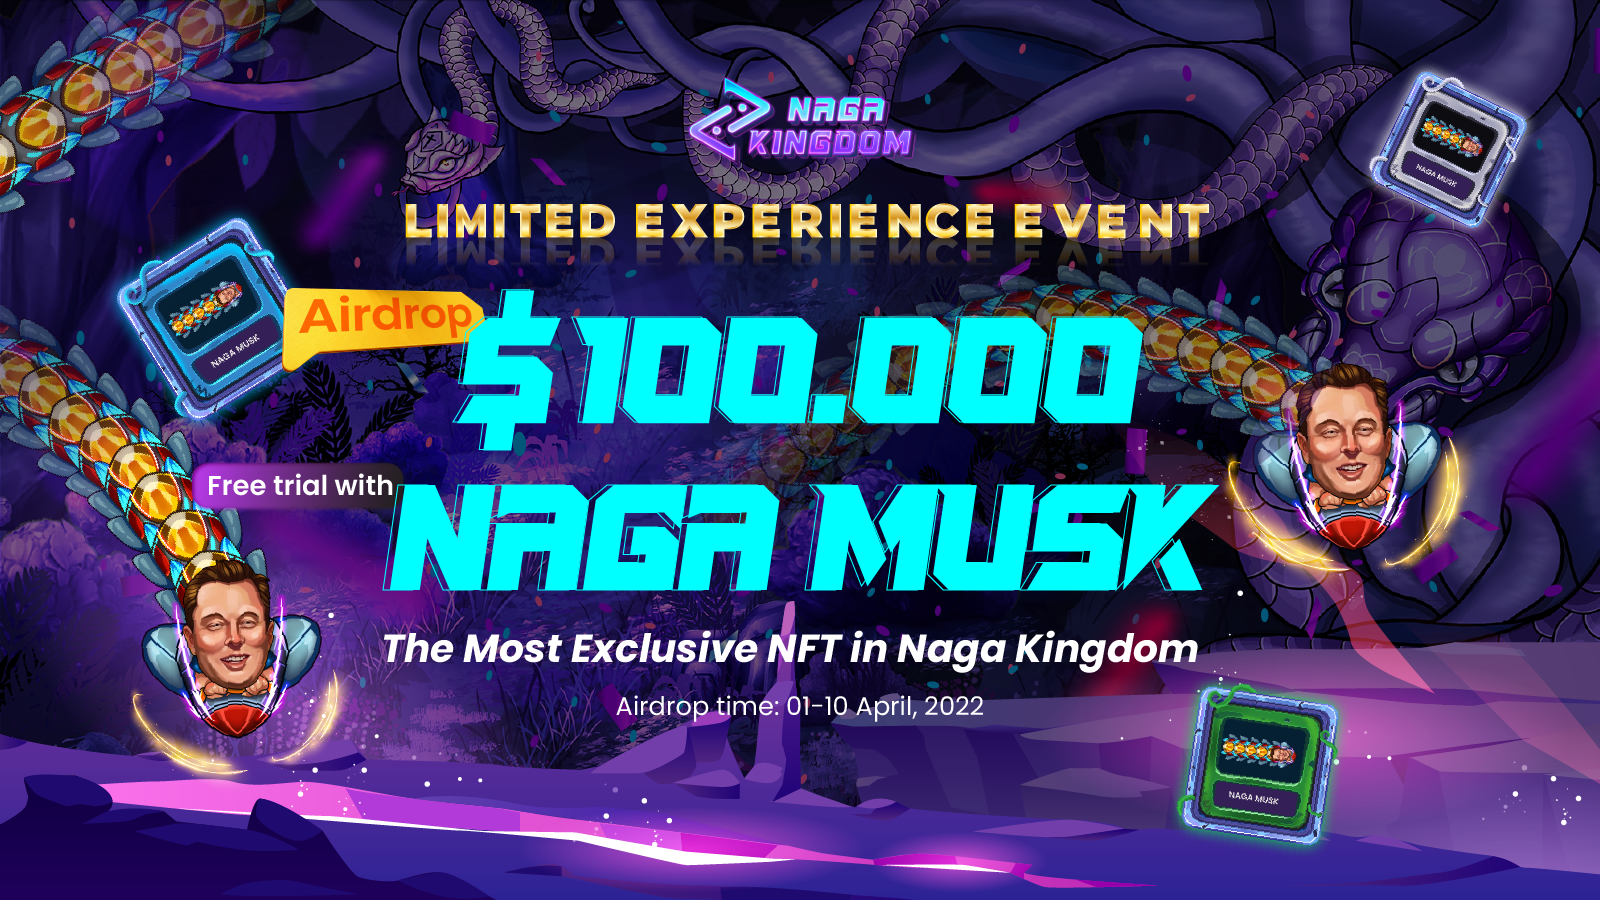 NAGA
KINGDOM
LIMITED EXPERIENCE EVENT
NAGA MUSK
NAGA MUSK
Airdrop
$100.000
Free trial with
NAGA MUSK
The Most Exclusive NFT in Naga Kingdom
Airdrop time: 01-10 April, 2022
NAGA MUSK